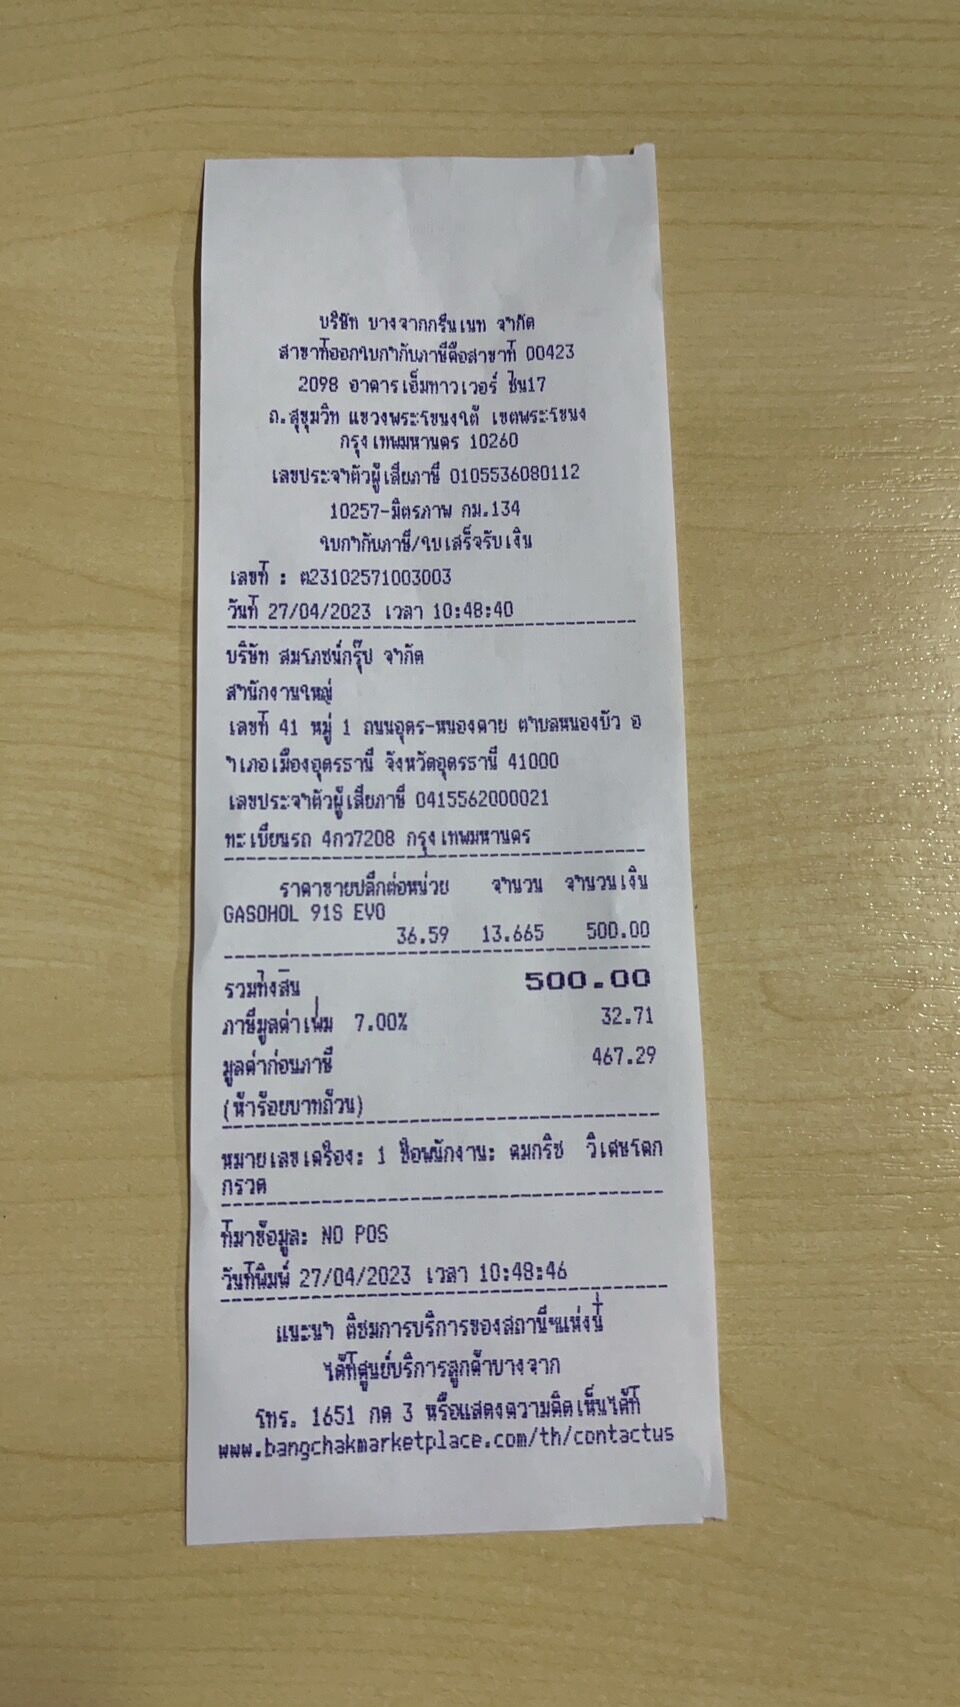 บริษัท บางจากกรีนเนท จำกัด
สาขาที่ออกใบกำกับภาษีคือสาขาที่ 00423
2098 อาคารเอ็มทาวเวอร์ ชั้น17
ถ.สุขุมวิท แขวงพระโขนงใต้ เขตพระโขนง
กรุงเทพมหานคร 10260
เลขประจำตัวผู้เสียภาษี 0105536080112
10257-มิตรภาพ กม.134
ใบกำกับภาษี/ใบเสร็จรับเงิน
เลขที่ : ต23102571003003
วันที่ 27/04/2023 เวลา 10:48:40
บริษัท สมโภชน์กรุ๊ป จำกัด
สำนักงานใหญ่
เลขที่ 41 หมู่ 1 ถนนอุดร-หนองคาย ตำบลหนองบัว อ
ำเภอเมืองอุดรธานี จังหวัดอุดรธานี 41000
เลขประจำตัวผู้เสียภาษี 0415562000021
ทะเบียนรถ 4กว7208 กรุงเทพมหานคร
ราคาขายปลีกต่อหน่วย จำนวน จำนวนเงิน
GASOHOL 91S EVO
36.59 13.665 500.00
รวมทั้งสิ้น 500.00
ภาษีมูลค่าเพิ่ม 7.00% 32.71
มูลค่าก่อนภาษี 467.29
(ห้าร้อยบาทถ้วน)
หมายเลขเครื่อง: 1 ชื่อพนักงาน: คมกริช วิเศษโคก
กรวด
ที่มาข้อมูล: NO POS
วันที่พิมพ์ 27/04/2023 เวลา 10:48:46
แนะนำ ติชมการบริการของสถานีฯแห่งนี้
ได้ที่ศูนย์บริการลูกค้าบางจาก
โทร. 1651 กด 3 หรือแสดงความคิดเห็นได้ที่
www.bangchakmarketplace.com/th/contactus